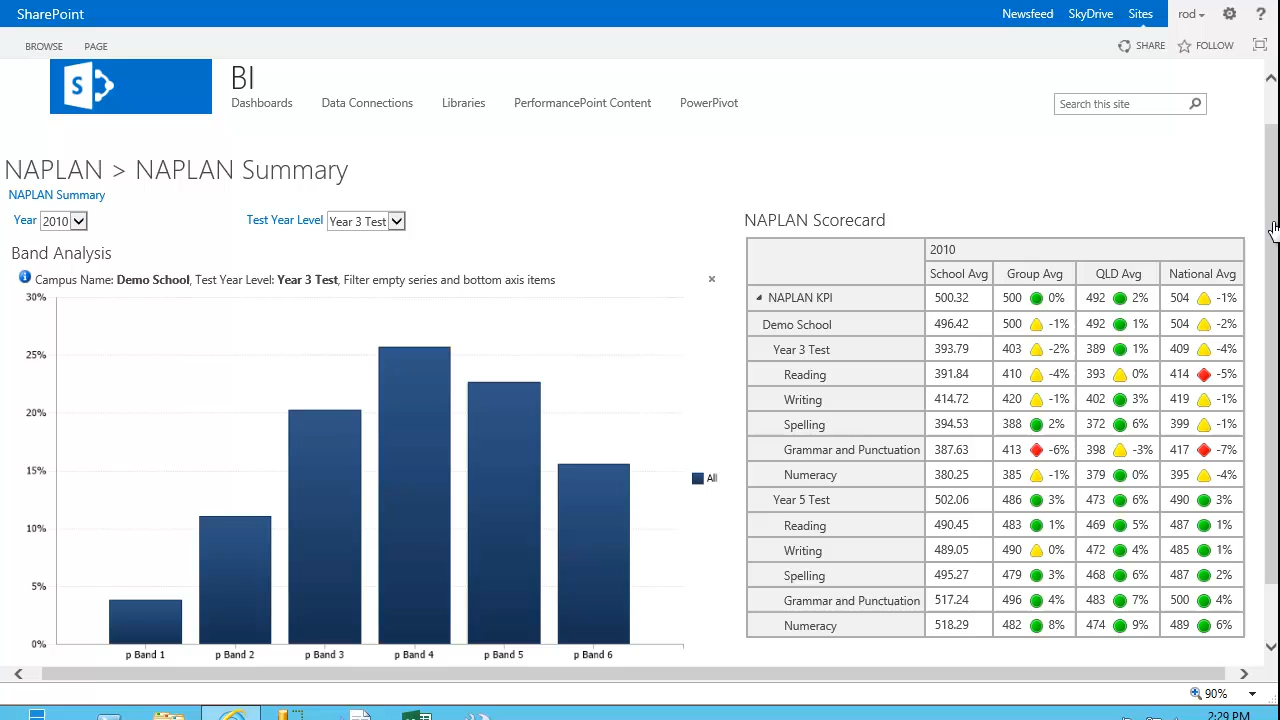 SharePoint Newsfeed SkyDrive Sites rod ?
BROWSE PAGE SHARE FOLLOW
S
BI
Dashboards Data Connections Libraries PerformancePoint Content PowerPivot
Search this site
NAPLAN > NAPLAN Summary
NAPLAN Summary
Year 2010 Test Year Level Year 3 Test
Band Analysis
Campus Name: Demo School, Test Year Level: Year 3 Test, Filter empty series and bottom axis items
30%
25%
20%
15%
10%
5%
0%
p Band 1 p Band 2 p Band 3 p Band 4 p Band 5 p Band 6
All
NAPLAN Scorecard
2010
School Avg Group Avg QLD Avg National Avg
NAPLAN KPI 500.32 500 0% 492 2% 504 -1%
Demo School 496.42 500 -1% 492 1% 504 -2%
Year 3 Test 393.79 403 -2% 389 1% 409 -4%
Reading 391.84 410 -4% 393 0% 414 -5%
Writing 414.72 420 -1% 402 3% 419 -1%
Spelling 394.53 388 2% 372 6% 399 -1%
Grammar and Punctuation 387.63 413 -6% 398 -3% 417 -7%
Numeracy 380.25 385 -1% 379 0% 395 -4%
Year 5 Test 502.06 486 3% 473 6% 490 3%
Reading 490.45 483 1% 469 5% 487 1%
Writing 489.05 490 0% 472 4% 485 1%
Spelling 495.27 479 3% 468 6% 487 2%
Grammar and Punctuation 517.24 496 4% 483 7% 500 4%
Numeracy 518.29 482 8% 474 9% 489 6%
90%
2:29 PM